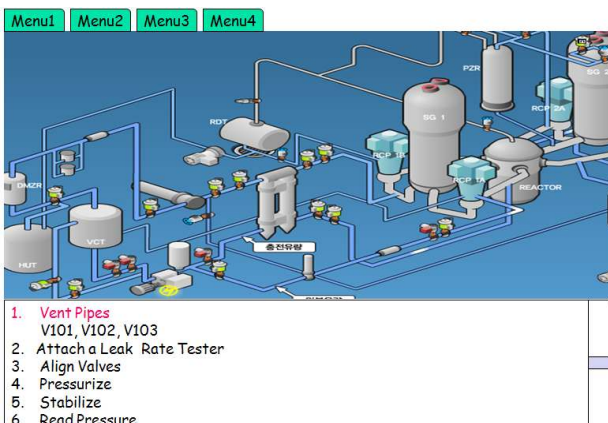 Menu1 Menu2 Menu3 Menu4
PZR
SG 2
RCP 2A
SG 1
RDT
RCP 1B
RCP 1A
REACTOR
DMZR
VCT
충전유량
HUT
1. Vent Pipes
V101, V102, V103
2. Attach a Leak Rate Tester
3. Align Valves
4. Pressurize
5. Stabilize
6. Read Pressure